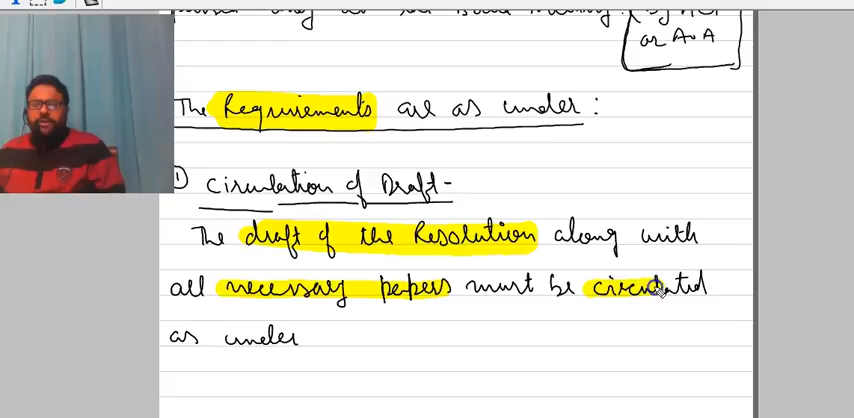 or AoA
The Requirements are as under :
① Circulation of Draft-
The draft of the Resolution along with
all necessary papers must be circulated
as under